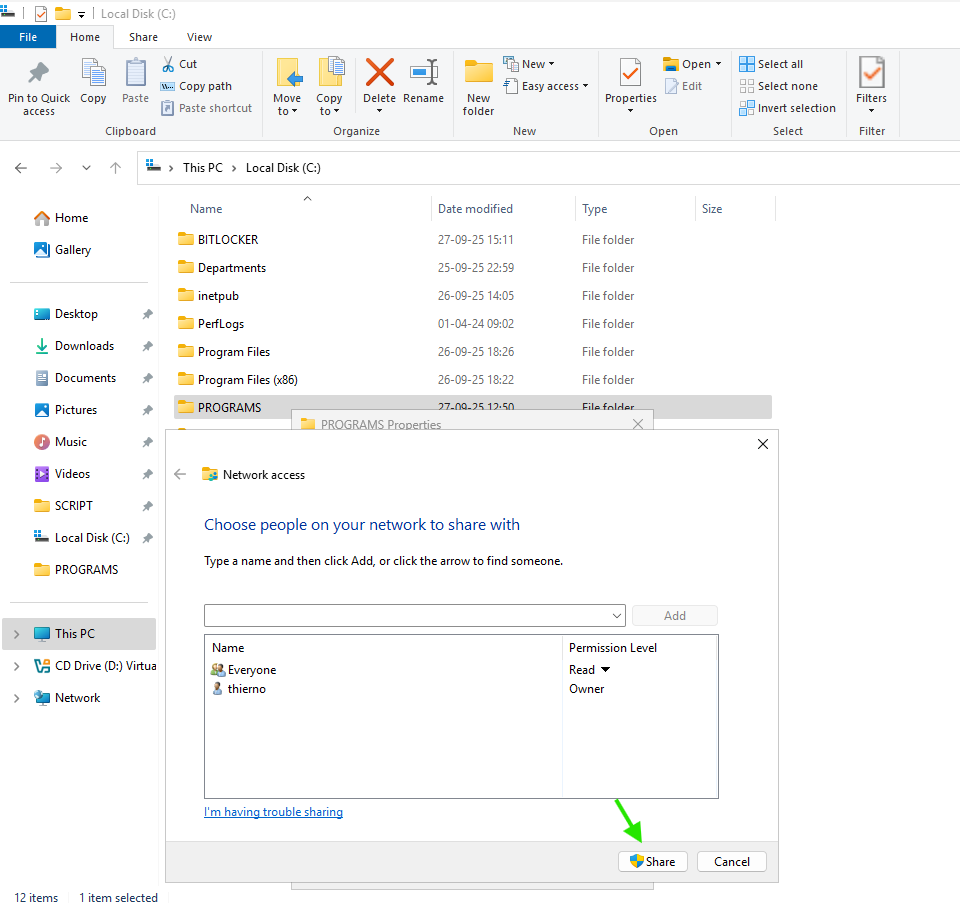 Local Disk (C:)
File Home Share View
Pin to Quick access
Copy
Paste
Cut
Copy path
Paste shortcut
Clipboard
Move to
Copy to
Delete
Rename
Organize
New folder
New
Easy access
New
Properties
Open
Edit
Open
Select all
Select none
Invert selection
Select
Filters
Filter
This PC > Local Disk (C:)
Home
Gallery
Desktop
Downloads
Documents
Pictures
Music
Videos
SCRIPT
Local Disk (C:)
PROGRAMS
This PC
CD Drive (D:) Virtua
Network
Name Date modified Type Size
BITLOCKER 27-09-25 15:11 File folder
Departments 25-09-25 22:59 File folder
inetpub 26-09-25 14:05 File folder
PerfLogs 01-04-24 09:02 File folder
Program Files 26-09-25 18:26 File folder
Program Files (x86) 26-09-25 18:22 File folder
PROGRAMS 27-09-25 12:50 File folder
PROGRAMS Properties
Network access
Choose people on your network to share with
Type a name and then click Add, or click the arrow to find someone.
Add
Name Permission Level
Everyone Read
thierno Owner
I'm having trouble sharing
Share Cancel
12 items 1 item selected